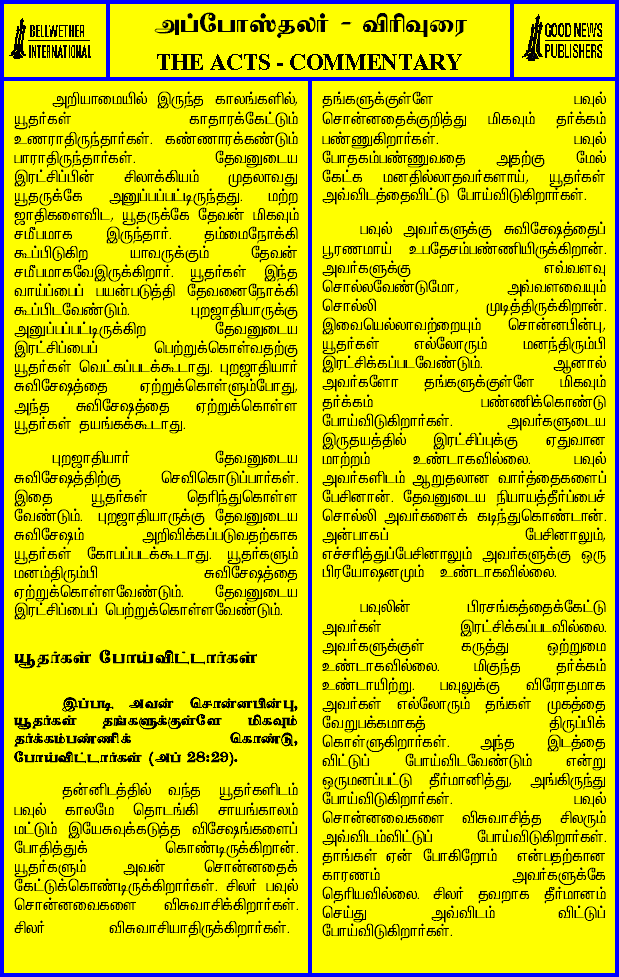 BELLWETHER
INTERNATIONAL
அப்போஸ்தலர் - விரிவுரை
THE ACTS - COMMENTARY
GOOD NEWS
PUBLISHERS
அறியாமையில் இருந்த காலங்களில்,
யூதர்கள் காதாரக்கேட்டும்
உணராதிருந்தார்கள். கண்ணாரக்கண்டும்
பாராதிருந்தார்கள். தேவனுடைய
இரட்சிப்பின் சிலாக்கியம் முதலாவது
யூதருக்கே அனுப்பப்பட்டிருந்தது. மற்ற
ஜாதிகளைவிட, யூதருக்கே தேவன் மிகவும்
சமீபமாக இருந்தார். தம்மைநோக்கி
கூப்பிடுகிற யாவருக்கும் தேவன்
சமீபமாகவேஇருக்கிறார். யூதர்கள் இந்த
வாய்ப்பைப் பயன்படுத்தி தேவனைநோக்கி
கூப்பிடவேண்டும். புறஜாதியாருக்கு
அனுப்பப்பட்டிருக்கிற தேவனுடைய
இரட்சிப்பைப் பெற்றுக்கொள்வதற்கு
யூதர்கள் வெட்கப்படக்கூடாது. புறஜாதியார்
சுவிசேஷத்தை ஏற்றுக்கொள்ளும்போது,
அந்த சுவிசேஷத்தை ஏற்றுக்கொள்ள
யூதர்கள் தயங்கக்கூடாது.
புறஜாதியார் தேவனுடைய
சுவிசேஷத்திற்கு செவிகொடுப்பார்கள்.
இதை யூதர்கள் தெரிந்துகொள்ள
வேண்டும். புறஜாதியாருக்கு தேவனுடைய
சுவிசேஷம் அறிவிக்கப்படுவதற்காக
யூதர்கள் கோபப்படக்கூடாது. யூதர்களும்
மனம்திரும்பி சுவிசேஷத்தை
ஏற்றுக்கொள்ளவேண்டும். தேவனுடைய
இரட்சிப்பைப் பெற்றுக்கொள்ளவேண்டும்.
யூதர்கள் போய்விட்டார்கள்
இப்படி அவன் சொன்னபின்பு,
யூதர்கள் தங்களுக்குள்ளே மிகவும்
தர்க்கம்பண்ணிக் கொண்டு,
போய்விட்டார்கள் (அப் 28:29).
தன்னிடத்தில் வந்த யூதர்களிடம்
பவுல் காலமே தொடங்கி சாயங்காலம்
மட்டும் இயேசுவுக்கடுத்த விசேஷங்களைப்
போதித்துக் கொண்டிருக்கிறான்.
யூதர்களும் அவன் சொன்னதைக்
கேட்டுக்கொண்டிருக்கிறார்கள். சிலர் பவுல்
சொன்னவைகளை விசுவாசிக்கிறார்கள்.
சிலர் விசுவாசியாதிருக்கிறார்கள்.
தங்களுக்குள்ளே பவுல்
சொன்னதைக்குறித்து மிகவும் தர்க்கம்
பண்ணுகிறார்கள். பவுல்
போதகம்பண்ணுவதை அதற்கு மேல்
கேட்க மனதில்லாதவர்களாய், யூதர்கள்
அவ்விடத்தைவிட்டு போய்விடுகிறார்கள்.
பவுல் அவர்களுக்கு சுவிசேஷத்தைப்
பூரணமாய் உபதேசம்பண்ணியிருக்கிறான்.
அவர்களுக்கு எவ்வளவு
சொல்லவேண்டுமோ, அவ்வளவையும்
சொல்லி முடித்திருக்கிறான்.
இவையெல்லாவற்றையும் சொன்னபின்பு,
யூதர்கள் எல்லோரும் மனந்திரும்பி
இரட்சிக்கப்படவேண்டும். ஆனால்
அவர்களோ தங்களுக்குள்ளே மிகவும்
தர்க்கம் பண்ணிக்கொண்டு
போய்விடுகிறார்கள். அவர்களுடைய
இருதயத்தில் இரட்சிப்புக்கு ஏதுவான
மாற்றம் உண்டாகவில்லை. பவுல்
அவர்களிடம் ஆறுதலான வார்த்தைகளைப்
பேசினான். தேவனுடைய நியாயத்தீர்ப்பைச்
சொல்லி அவர்களைக் கடிந்துகொண்டான்.
அன்பாகப் பேசினாலும்,
எச்சரித்துப்பேசினாலும் அவர்களுக்கு ஒரு
பிரயோஷனமும் உண்டாகவில்லை.
பவுலின் பிரசங்கத்தைக்கேட்டு
அவர்கள் இரட்சிக்கப்படவில்லை.
அவர்களுக்குள் கருத்து ஒற்றுமை
உண்டாகவில்லை. மிகுந்த தர்க்கம்
உண்டாயிற்று. பவுலுக்கு விரோதமாக
அவர்கள் எல்லோரும் தங்கள் முகத்தை
வேறுபக்கமாகத் திருப்பிக்
கொள்ளுகிறார்கள். அந்த இடத்தை
விட்டுப் போய்விடவேண்டும் என்று
ஒருமனப்பட்டு தீர்மானித்து, அங்கிருந்து
போய்விடுகிறார்கள். பவுல்
சொன்னவைகளை விசுவாசித்த சிலரும்
அவ்விடம்விட்டுப் போய்விடுகிறார்கள்.
தாங்கள் ஏன் போகிறோம் என்பதற்கான
காரணம் அவர்களுக்கே
தெரியவில்லை. சிலர் தவறாக தீர்மானம்
செய்து அவ்விடம் விட்டுப்
போய்விடுகிறார்கள்.